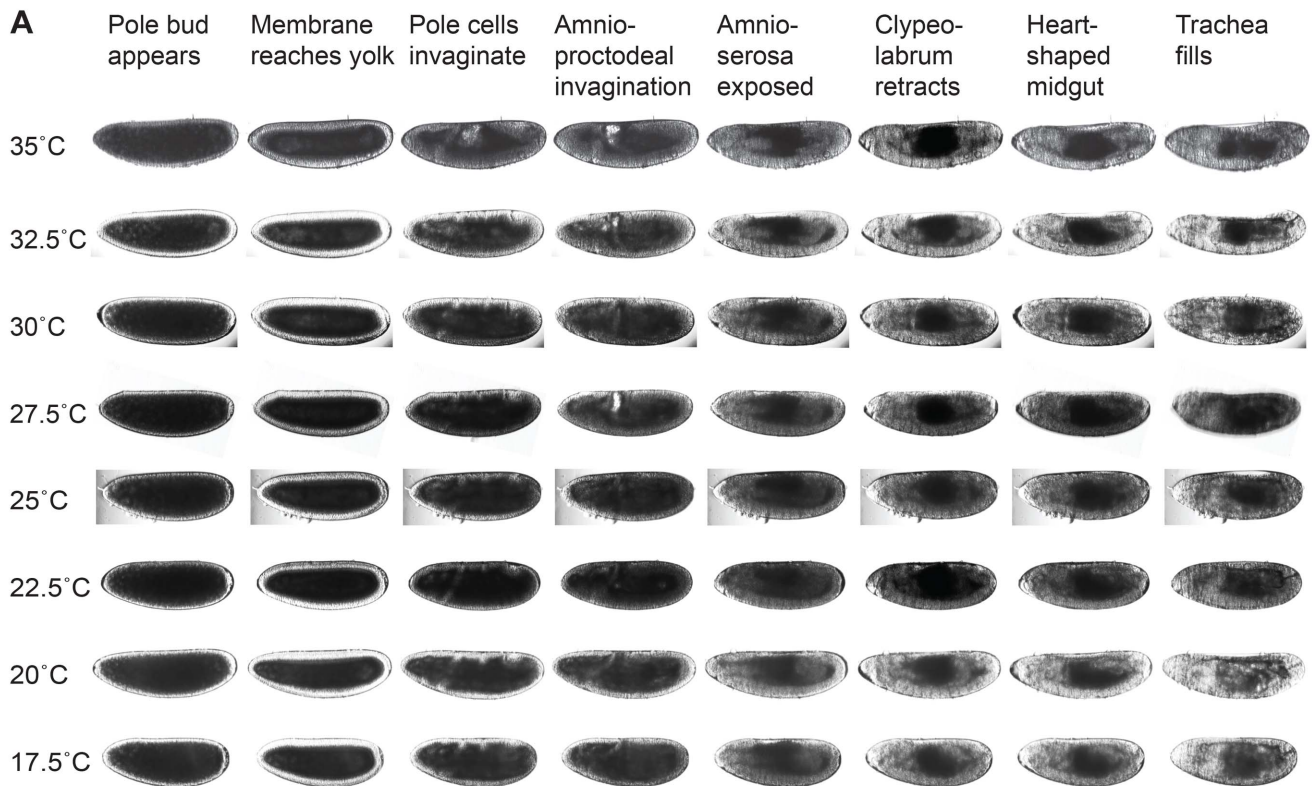 A
Pole bud
appears
Membrane
reaches yolk
Pole cells
invaginate
Amnio-
proctodeal
invagination
Amnio-
serosa
exposed
Clypeo-
labrum
retracts
Heart-
shaped
midgut
Trachea
fills
35˚C
32.5˚C
30˚C
27.5˚C
25˚C
22.5˚C
20˚C
17.5˚C